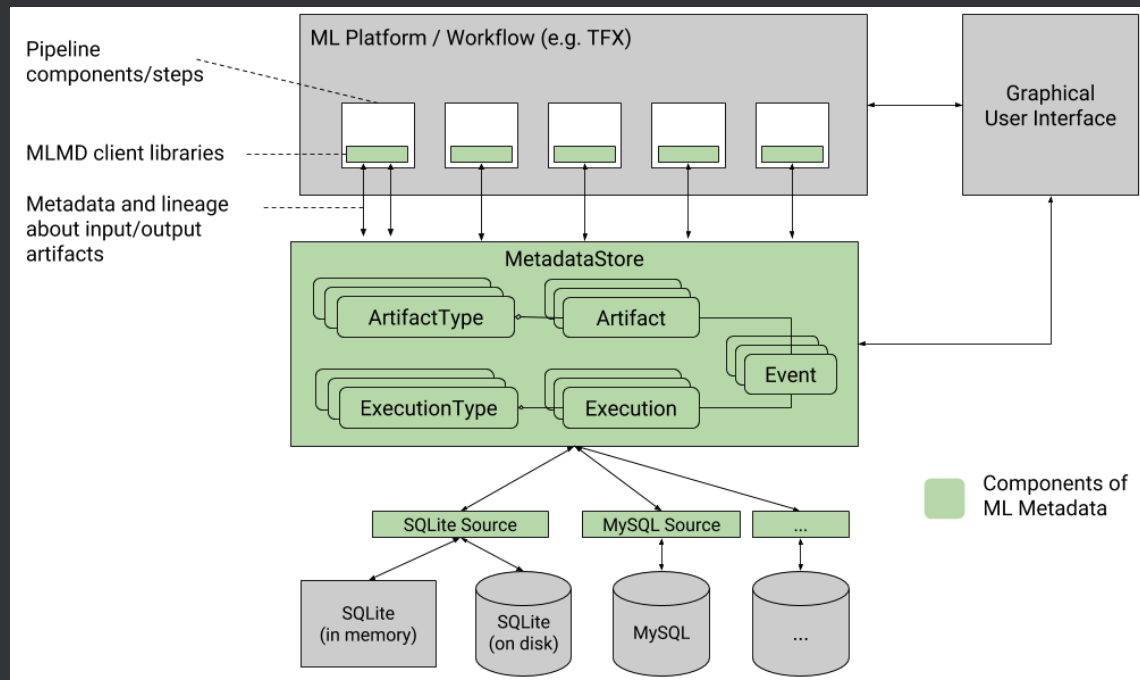 ML Platform / Workflow (e.g. TFX)
Pipeline
components/steps
MLMD client libraries
Metadata and lineage
about input/output
artifacts
Graphical
User Interface
MetadataStore
ArtifactType
Artifact
Event
ExecutionType
Execution
Components of
ML Metadata
SQLite Source
MySQL Source
...
SQLite
(in memory)
SQLite
(on disk)
MySQL
...